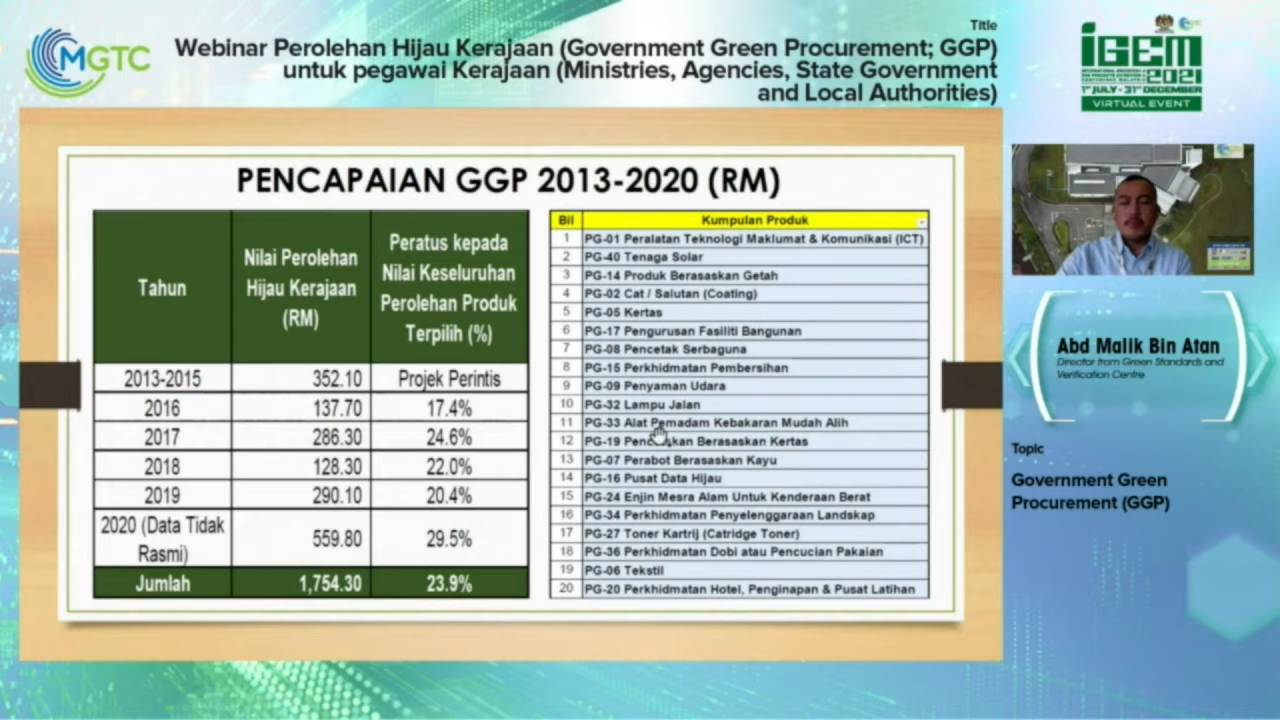 MGTC
Title
Webinar Perolehan Hijau Kerajaan (Government Green Procurement; GGP)
untuk pegawai Kerajaan (Ministries, Agencies, State Government
and Local Authorities)
iGEM
2021
1ST JULY - 31ST DECEMBER
VIRTUAL EVENT
PENCAPAIAN GGP 2013-2020 (RM)
Tahun
Nilai Perolehan
Hijau Kerajaan
(RM)
Peratus kepada
Nilai Keseluruhan
Perolehan Produk
Terpilih (%)
2013-2015 352.10 Projek Perintis
2016 137.70 17.4%
2017 286.30 24.6%
2018 128.30 22.0%
2019 290.10 20.4%
2020 (Data Tidak
Rasmi) 559.80 29.5%
Jumlah 1,754.30 23.9%
Bil Kumpulan Produk
1 PG-01 Peralatan Teknologi Maklumat & Komunikasi (ICT)
2 PG-40 Tenaga Solar
3 PG-14 Produk Berasaskan Getah
4 PG-02 Cat / Salutan (Coating)
5 PG-05 Kertas
6 PG-17 Pengurusan Fasiliti Bangunan
7 PG-08 Pencetak Serbaguna
8 PG-15 Perkhidmatan Pembersihan
9 PG-09 Penyaman Udara
10 PG-32 Lampu Jalan
11 PG-33 Alat Pemadam Kebakaran Mudah Alih
12 PG-19 Berasaskan Kertas
13 PG-07 Perabot Berasaskan Kayu
14 PG-16 Pusat Data Hijau
15 PG-24 Enjin Mesra Alam Untuk Kenderaan Berat
16 PG-34 Perkhidmatan Penyelenggaraan Landskap
17 PG-27 Toner Kartrij (Catridge Toner)
18 PG-36 Perkhidmatan Dobi atau Pencucian Pakaian
19 PG-06 Tekstil
20 PG-20 Perkhidmatan Hotel, Penginapan & Pusat Latihan
Abd Malik Bin Atan
Director from Green Standards and
Verification Centre
Topic
Government Green
Procurement (GGP)